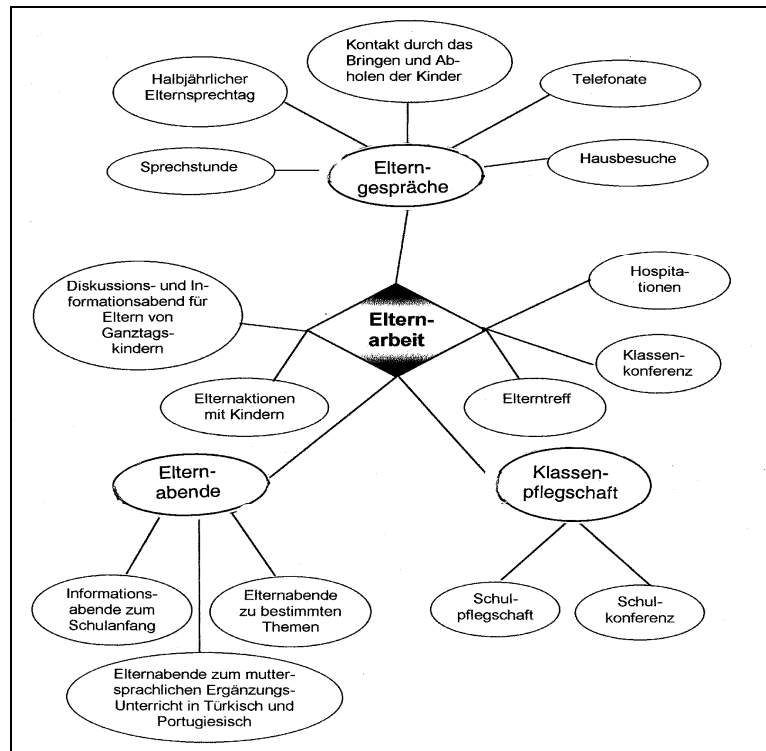 Kontakt durch das
Bringen und Ab-
holen der Kinder
Halbjährlicher
Elternsprechtag
Telefonate
Sprechstunde
Eltern-
gespräche
Hausbesuche
Diskussions- und In-
formationsabend für
Eltern von
Ganztags-
kindern
Eltern-
arbeit
Hospita-
tionen
Klassen-
konferenz
Elternaktionen
mit Kindern
Elterntreff
Eltern-
abende
Klassen-
pflegschaft
Informations-
abende zum
Schulanfang
Elternabende
zu bestimmten
Themen
Schul-
pflegschaft
Schul-
konferenz
Elternabende zum mutter-
sprachlichen Ergänzungs-
Unterricht in Türkisch und
Portugiesisch